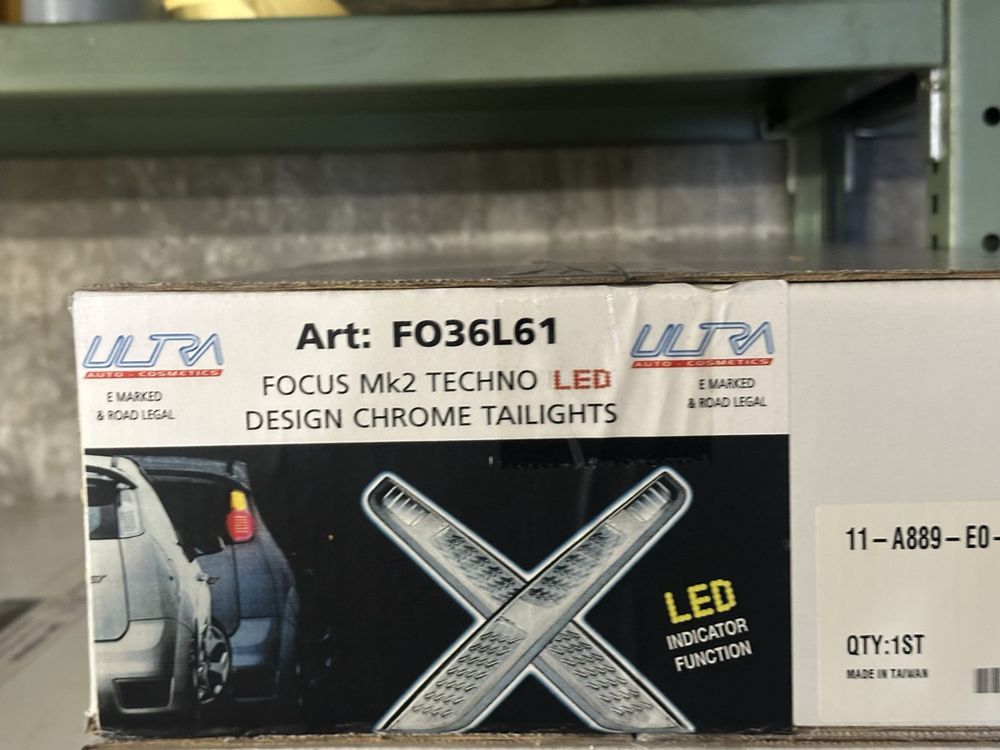 ULTRA
AUTO - COSMETICS
E MARKED
& ROAD LEGAL
Art: FO36L61
FOCUS Mk2 TECHNO LED
DESIGN CHROME TAILIGHTS
ULTRA
AUTO - COSMETICS
E MARKED
& ROAD LEGAL
LED
INDICATOR
FUNCTION
11-A889-E0-
QTY:1ST
MADE IN TAIWAN